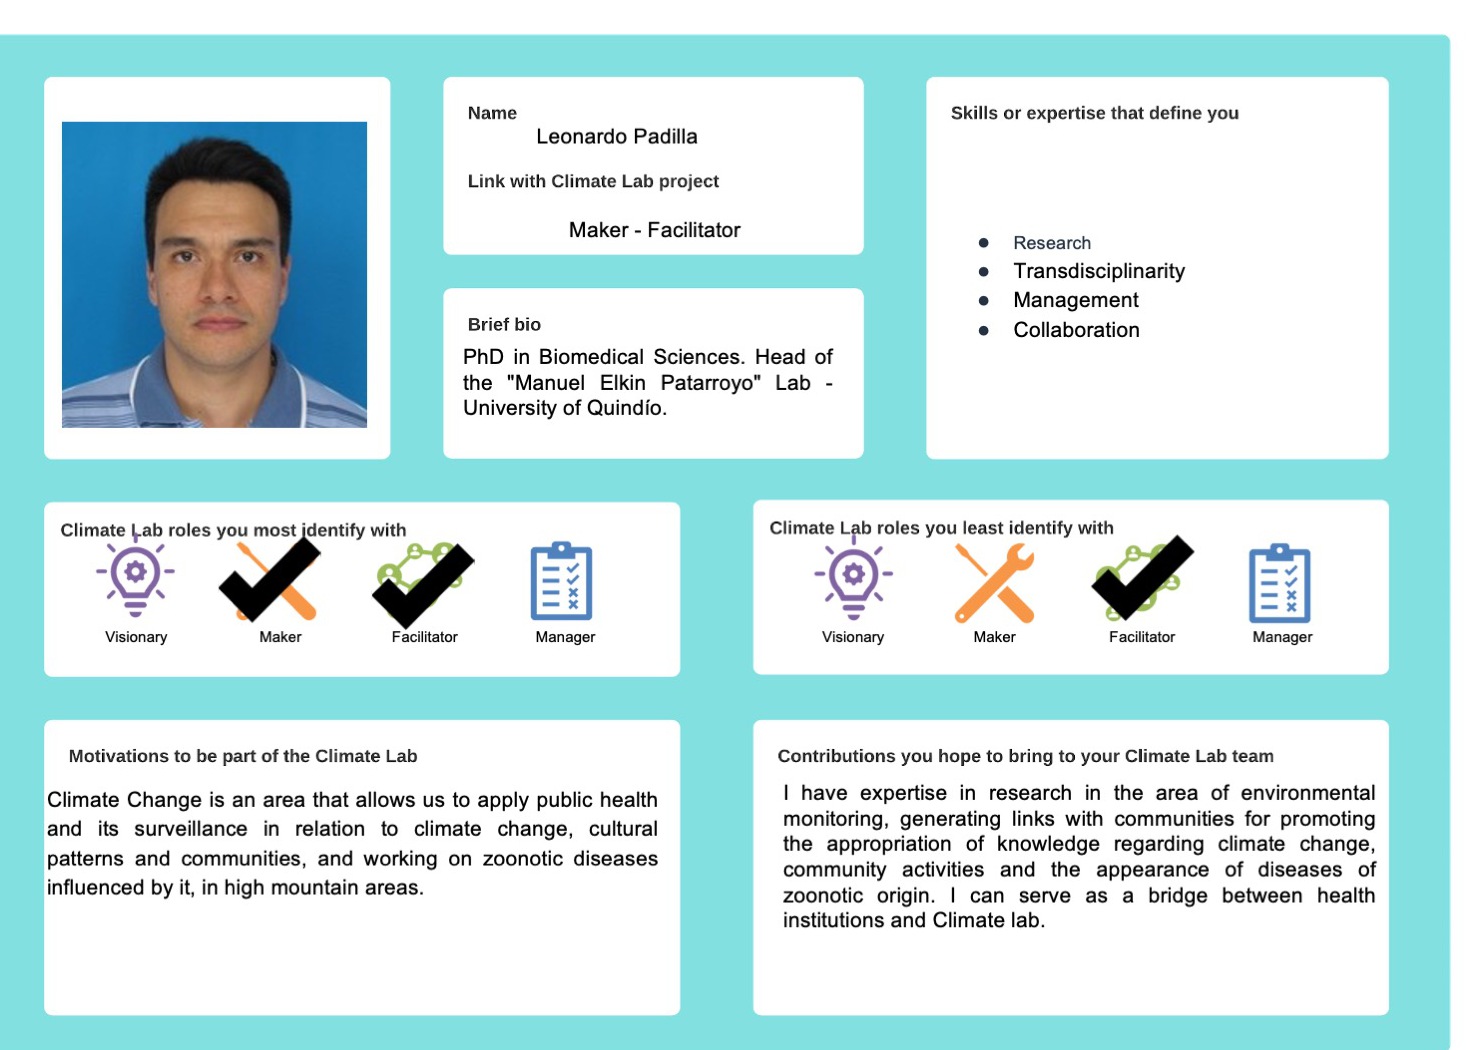 Name
Leonardo Padilla
Link with Climate Lab project
Maker - Facilitator
Brief bio
PhD in Biomedical Sciences. Head of
the "Manuel Elkin Patarroyo" Lab -
University of Quindío.
Skills or expertise that define you
● Research
● Transdisciplinarity
● Management
● Collaboration
Climate Lab roles you most identify with
Visionary Maker Facilitator Manager
Climate Lab roles you least identify with
Visionary Maker Facilitator Manager
Motivations to be part of the Climate Lab
Climate Change is an area that allows us to apply public health
and its surveillance in relation to climate change, cultural
patterns and communities, and working on zoonotic diseases
influenced by it, in high mountain areas.
Contributions you hope to bring to your Climate Lab team
I have expertise in research in the area of environmental
monitoring, generating links with communities for promoting
the appropriation of knowledge regarding climate change,
community activities and the appearance of diseases of
zoonotic origin. I can serve as a bridge between health
institutions and Climate lab.